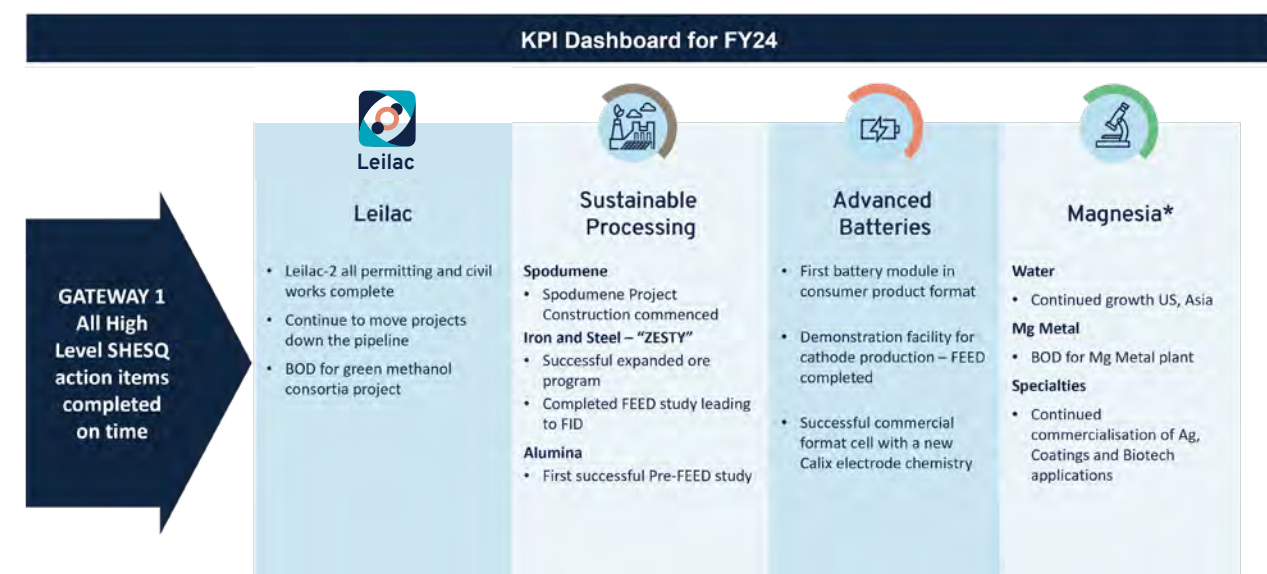 KPI Dashboard for FY24
GATEWAY 1
All High
Level SHESQ
action items
completed
on time
Leilac
Leilac
• Leilac-2 all permitting and civil
works complete
• Continue to move projects
down the pipeline
• BOD for green methanol
consortia project
Sustainable
Processing
Spodumene
• Spodumene Project
Construction commenced
Iron and Steel – “ZESTY”
• Successful expanded ore
program
• Completed FEED study leading
to FID
Alumina
• First successful Pre-FEED study
Advanced
Batteries
• First battery module in
consumer product format
• Demonstration facility for
cathode production – FEED
completed
• Successful commercial
format cell with a new
Calix electrode chemistry
Magnesia*
Water
• Continued growth US, Asia
Mg Metal
• BOD for Mg Metal plant
Specialties
• Continued
commercialisation of Ag,
Coatings and Biotech
applications